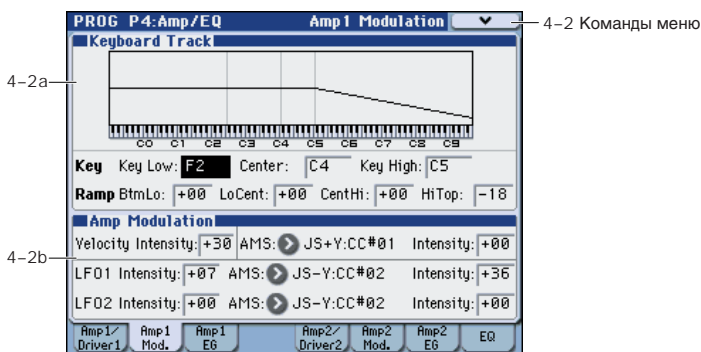 PROG P4:Amp/EQ Amp1 Modulation
4-2 Команды меню
Keyboard Track
4-2a
C0 C1 C2 C3 C4 C5 C6 C7 C8 C9
Key Key Low: F2 Center: C4 Key High: C5
Ramp BtmLo: +00 LoCent: +00 CentHi: +00 HiTop: -18
Amp Modulation
4-2b
Velocity Intensity: +30 AMS: JS+Y:CC#01 Intensity: +00
LFO1 Intensity: +07 AMS: JS-Y:CC#02 Intensity: +36
LFO2 Intensity: +00 AMS: JS-Y:CC#02 Intensity: +00
Amp1/ Driver1 Amp1 Mod. Amp1 EG Amp2/ Driver2 Amp2 Mod. Amp2 EG EQ